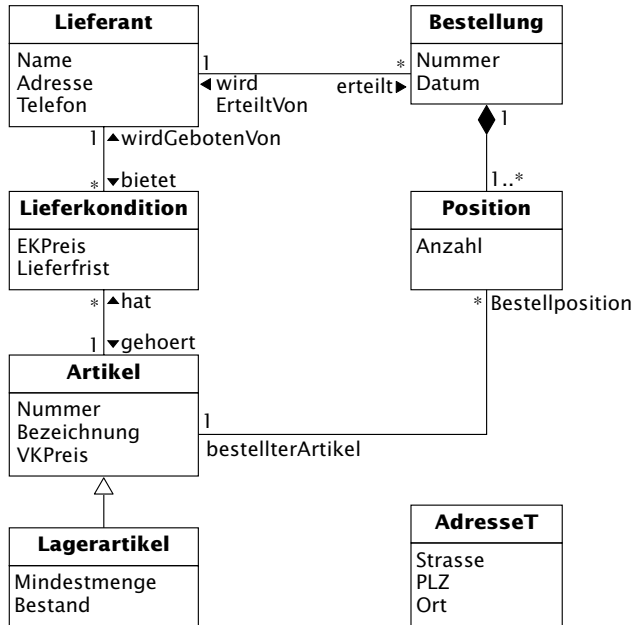 Lieferant
Name
Adresse
Telefon
Bestellung
Nummer
Datum
1
*
◄ wird
ErteiltVon
erteilt►
1 ▲wirdGebotenVon
* ▼bietet
1
1..*
Lieferkondition
EKPreis
Lieferfrist
Position
Anzahl
* ▲hat
1 ▼gehoert
* Bestellposition
Artikel
Nummer
Bezeichnung
VKPreis
1
bestellterArtikel
Lagerartikel
Mindestmenge
Bestand
AdresseT
Strasse
PLZ
Ort